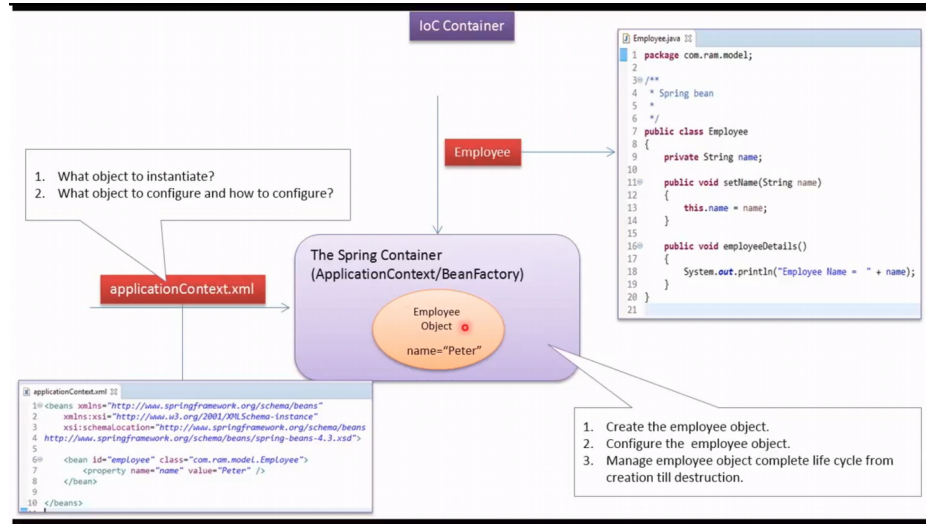 IoC Container
Employee.java
1 package com.ram.model;
2
3 /**
4 * Spring bean
5 *
6 */
7 public class Employee
8 {
9 private String name;
10
11 public void setName(String name)
12 {
13 this.name = name;
14 }
15
16 public void employeeDetails()
17 {
18 System.out.println("Employee Name =  " + name);
19 }
20 }
21
Employee
1. What object to instantiate?
2. What object to configure and how to configure?
The Spring Container
(ApplicationContext/BeanFactory)
applicationContext.xml
Employee
Object
name="Peter"
applicationContext.xml
1 <beans xmlns="http://www.springframework.org/schema/beans"
2 xmlns:xsi="http://www.w3.org/2001/XMLSchema-instance"
3 xsi:schemaLocation="http://www.springframework.org/schema/beans
4 http://www.springframework.org/schema/beans/spring-beans-4.3.xsd">
5
6 <bean id="employee" class="com.ram.model.Employee">
7 <property name="name" value="Peter" />
8 </bean>
9
10 </beans>
1. Create the employee object.
2. Configure the employee object.
3. Manage employee object complete life cycle from
creation till destruction.